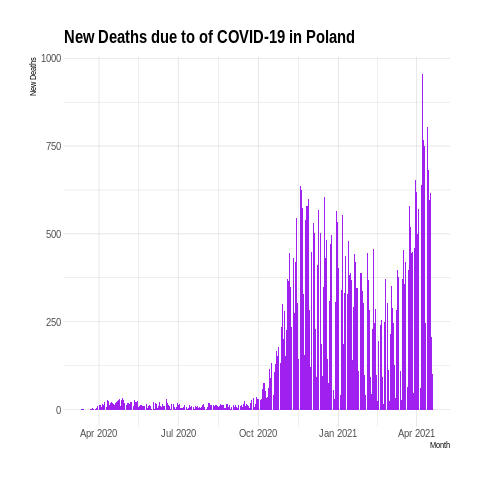 New Deaths due to of COVID-19 in Poland
New Deaths
1000
750
500
250
0
Apr 2020 Jul 2020 Oct 2020 Jan 2021 Apr 2021
Month